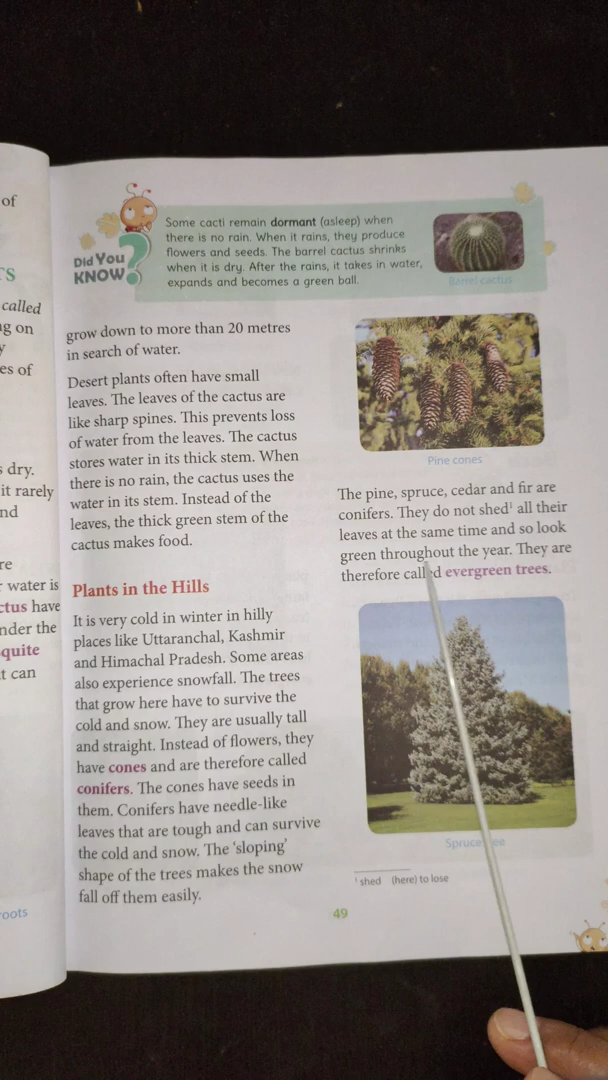 of
TS
called
ng on
y
es of
s dry.
it rarely
nd
re
r water is
ctus have
nder the
quite
t can
roots
Did You
KNOW?
Some cacti remain dormant (asleep) when
there is no rain. When it rains, they produce
flowers and seeds. The barrel cactus shrinks
when it is dry. After the rains, it takes in water,
expands and becomes a green ball.
Barrel cactus
grow down to more than 20 metres
in search of water.
Desert plants often have small
leaves. The leaves of the cactus are
like sharp spines. This prevents loss
of water from the leaves. The cactus
stores water in its thick stem. When
there is no rain, the cactus uses the
water in its stem. Instead of the
leaves, the thick green stem of the
cactus makes food.
Plants in the Hills
It is very cold in winter in hilly
places like Uttaranchal, Kashmir
and Himachal Pradesh. Some areas
also experience snowfall. The trees
that grow here have to survive the
cold and snow. They are usually tall
and straight. Instead of flowers, they
have cones and are therefore called
conifers. The cones have seeds in
them. Conifers have needle-like
leaves that are tough and can survive
the cold and snow. The ‘sloping’
shape of the trees makes the snow
fall off them easily.
Pine cones
The pine, spruce, cedar and fir are
conifers. They do not shed¹ all their
leaves at the same time and so look
green throughout the year. They are
therefore called evergreen trees.
Spruce tree
¹ shed (here) to lose
49